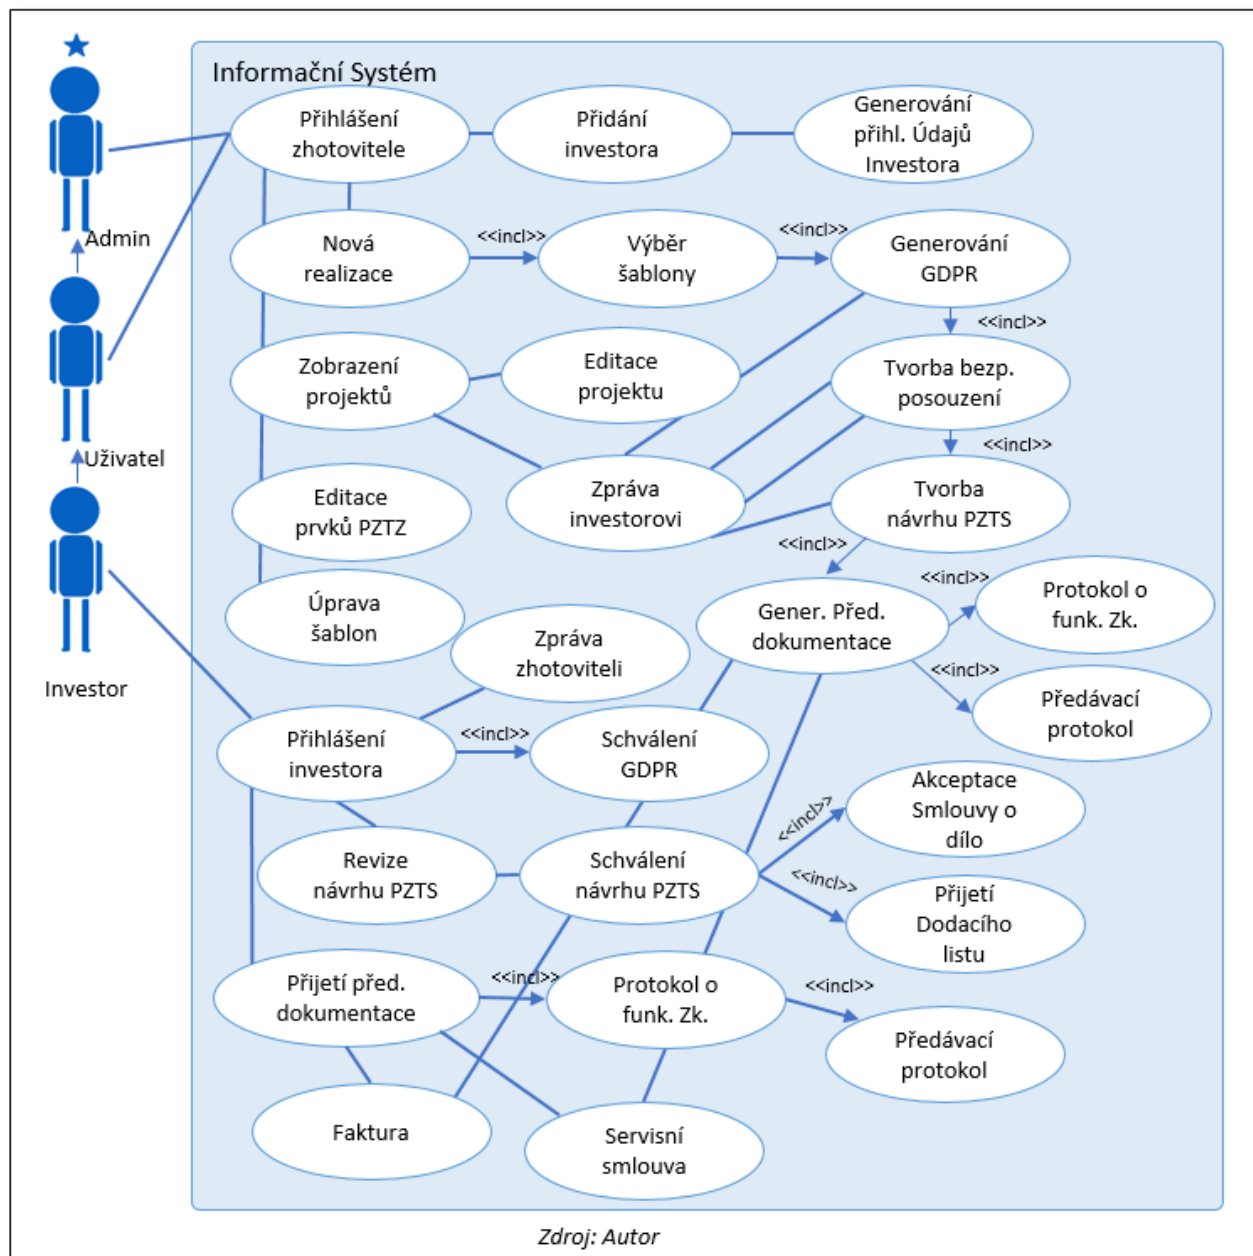 Informační Systém
Přihlášení
zhotovitele
Přidání
investora
Generování
přihl. Údajů
Investora
Admin
Nová
realizace
<<incl>>
Výběr
šablony
<<incl>>
Generování
GDPR
<<incl>>
Zobrazení
projektů
Editace
projektu
Tvorba bezp.
posouzení
<<incl>>
Uživatel
Editace
prvků PZTZ
Zpráva
investorovi
Tvorba
návrhu PZTS
<<incl>>
Úprava
šablon
Zpráva
zhotoviteli
Gener. Před.
dokumentace
<<incl>>
Protokol o
funk. Zk.
<<incl>>
Předávací
protokol
Investor
Přihlášení
investora
<<incl>>
Schválení
GDPR
Revize
návrhu PZTS
Schválení
návrhu PZTS
<<incl>>
Akceptace
Smlouvy o
dílo
<<incl>>
Přijetí
Dodacího
listu
Přijetí před.
dokumentace
<<incl>>
Protokol o
funk. Zk.
<<incl>>
Předávací
protokol
Faktura
Servisní
smlouva
Zdroj: Autor